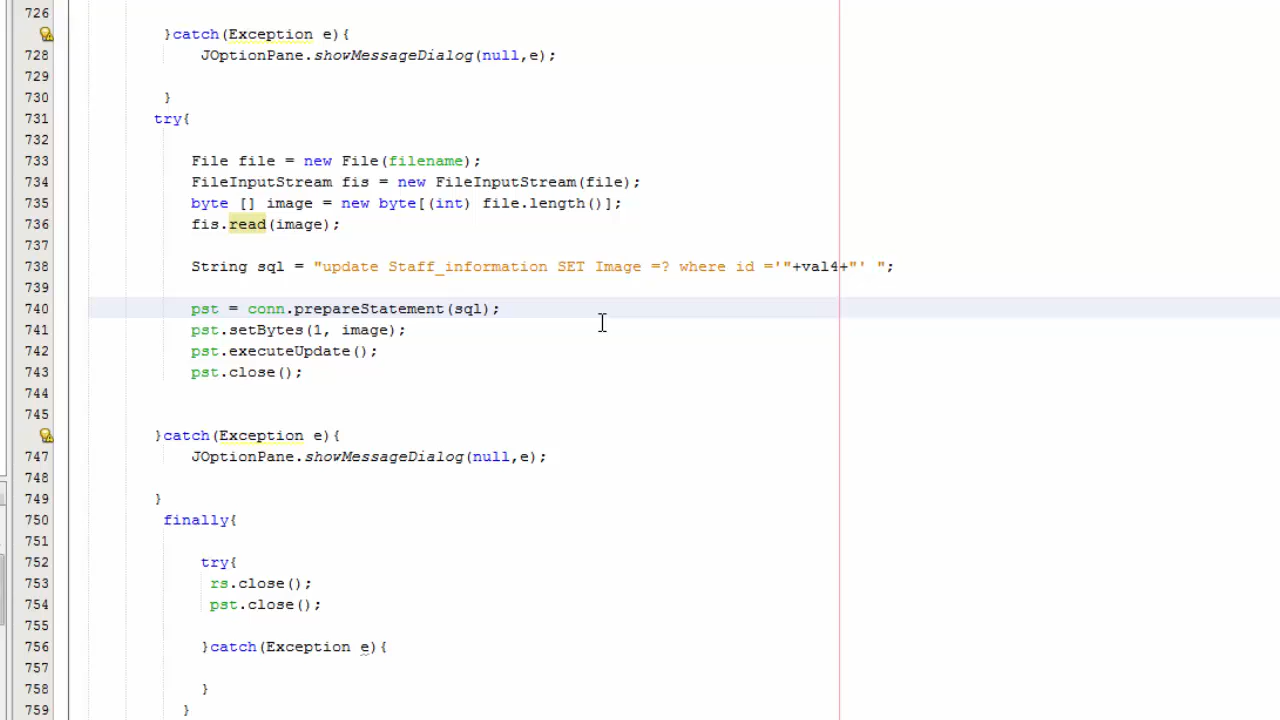 726
}catch(Exception e){
728 JOptionPane.showMessageDialog(null,e);
729
730 }
731 try{
732
733 File file = new File(filename);
734 FileInputStream fis = new FileInputStream(file);
735 byte [] image = new byte[(int) file.length()];
736 fis.read(image);
737
738 String sql = "update Staff_information SET Image =? where id ='"+val4+"' ";
739
740 pst = conn.prepareStatement(sql);
741 pst.setBytes(1, image);
742 pst.executeUpdate();
743 pst.close();
744
745
}catch(Exception e){
747 JOptionPane.showMessageDialog(null,e);
748
749 }
750 finally{
751
752 try{
753 rs.close();
754 pst.close();
755
756 }catch(Exception e){
757
758 }
759 }